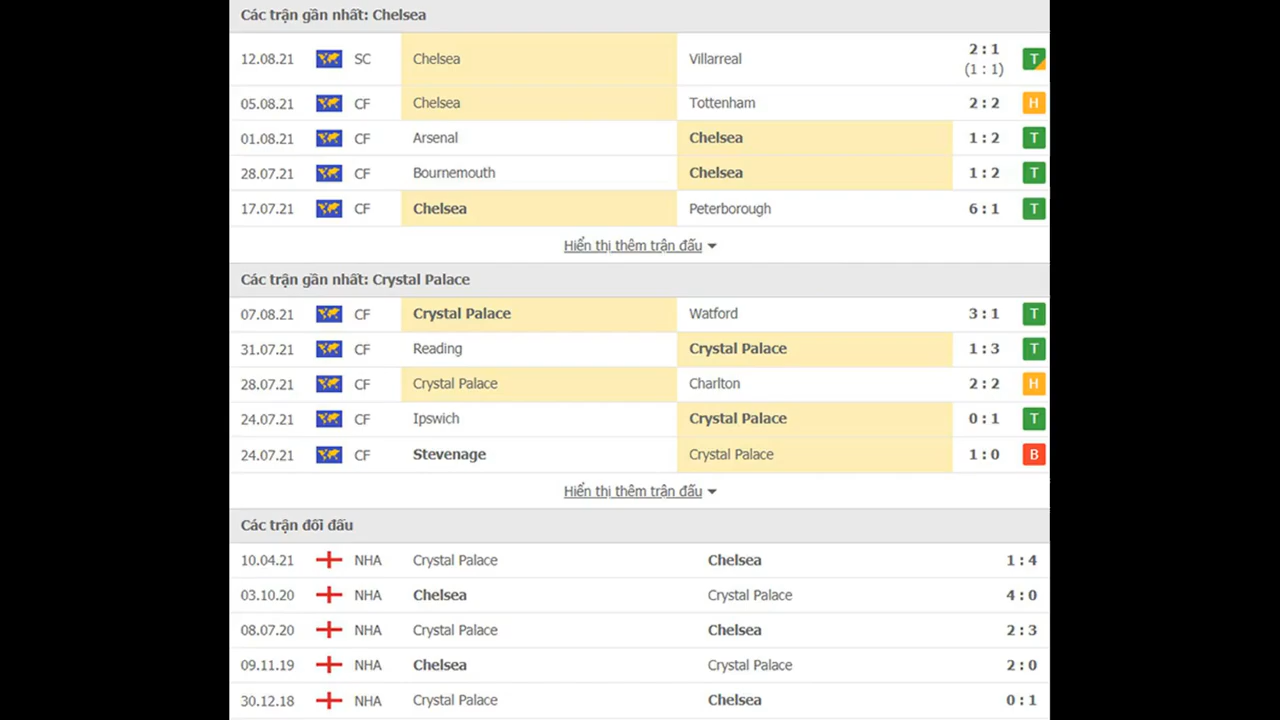 Các trận gần nhất: Chelsea
12.08.21 SC Chelsea Villarreal 2 : 1 (1 : 1) T
05.08.21 CF Chelsea Tottenham 2 : 2 H
01.08.21 CF Arsenal Chelsea 1 : 2 T
28.07.21 CF Bournemouth Chelsea 1 : 2 T
17.07.21 CF Chelsea Peterborough 6 : 1 T
Hiển thị thêm trận đấu
Các trận gần nhất: Crystal Palace
07.08.21 CF Crystal Palace Watford 3 : 1 T
31.07.21 CF Reading Crystal Palace 1 : 3 T
28.07.21 CF Crystal Palace Charlton 2 : 2 H
24.07.21 CF Ipswich Crystal Palace 0 : 1 T
24.07.21 CF Stevenage Crystal Palace 1 : 0 B
Hiển thị thêm trận đấu
Các trận đối đấu
10.04.21 NHA Crystal Palace Chelsea 1 : 4
03.10.20 NHA Chelsea Crystal Palace 4 : 0
08.07.20 NHA Crystal Palace Chelsea 2 : 3
09.11.19 NHA Chelsea Crystal Palace 2 : 0
30.12.18 NHA Crystal Palace Chelsea 0 : 1